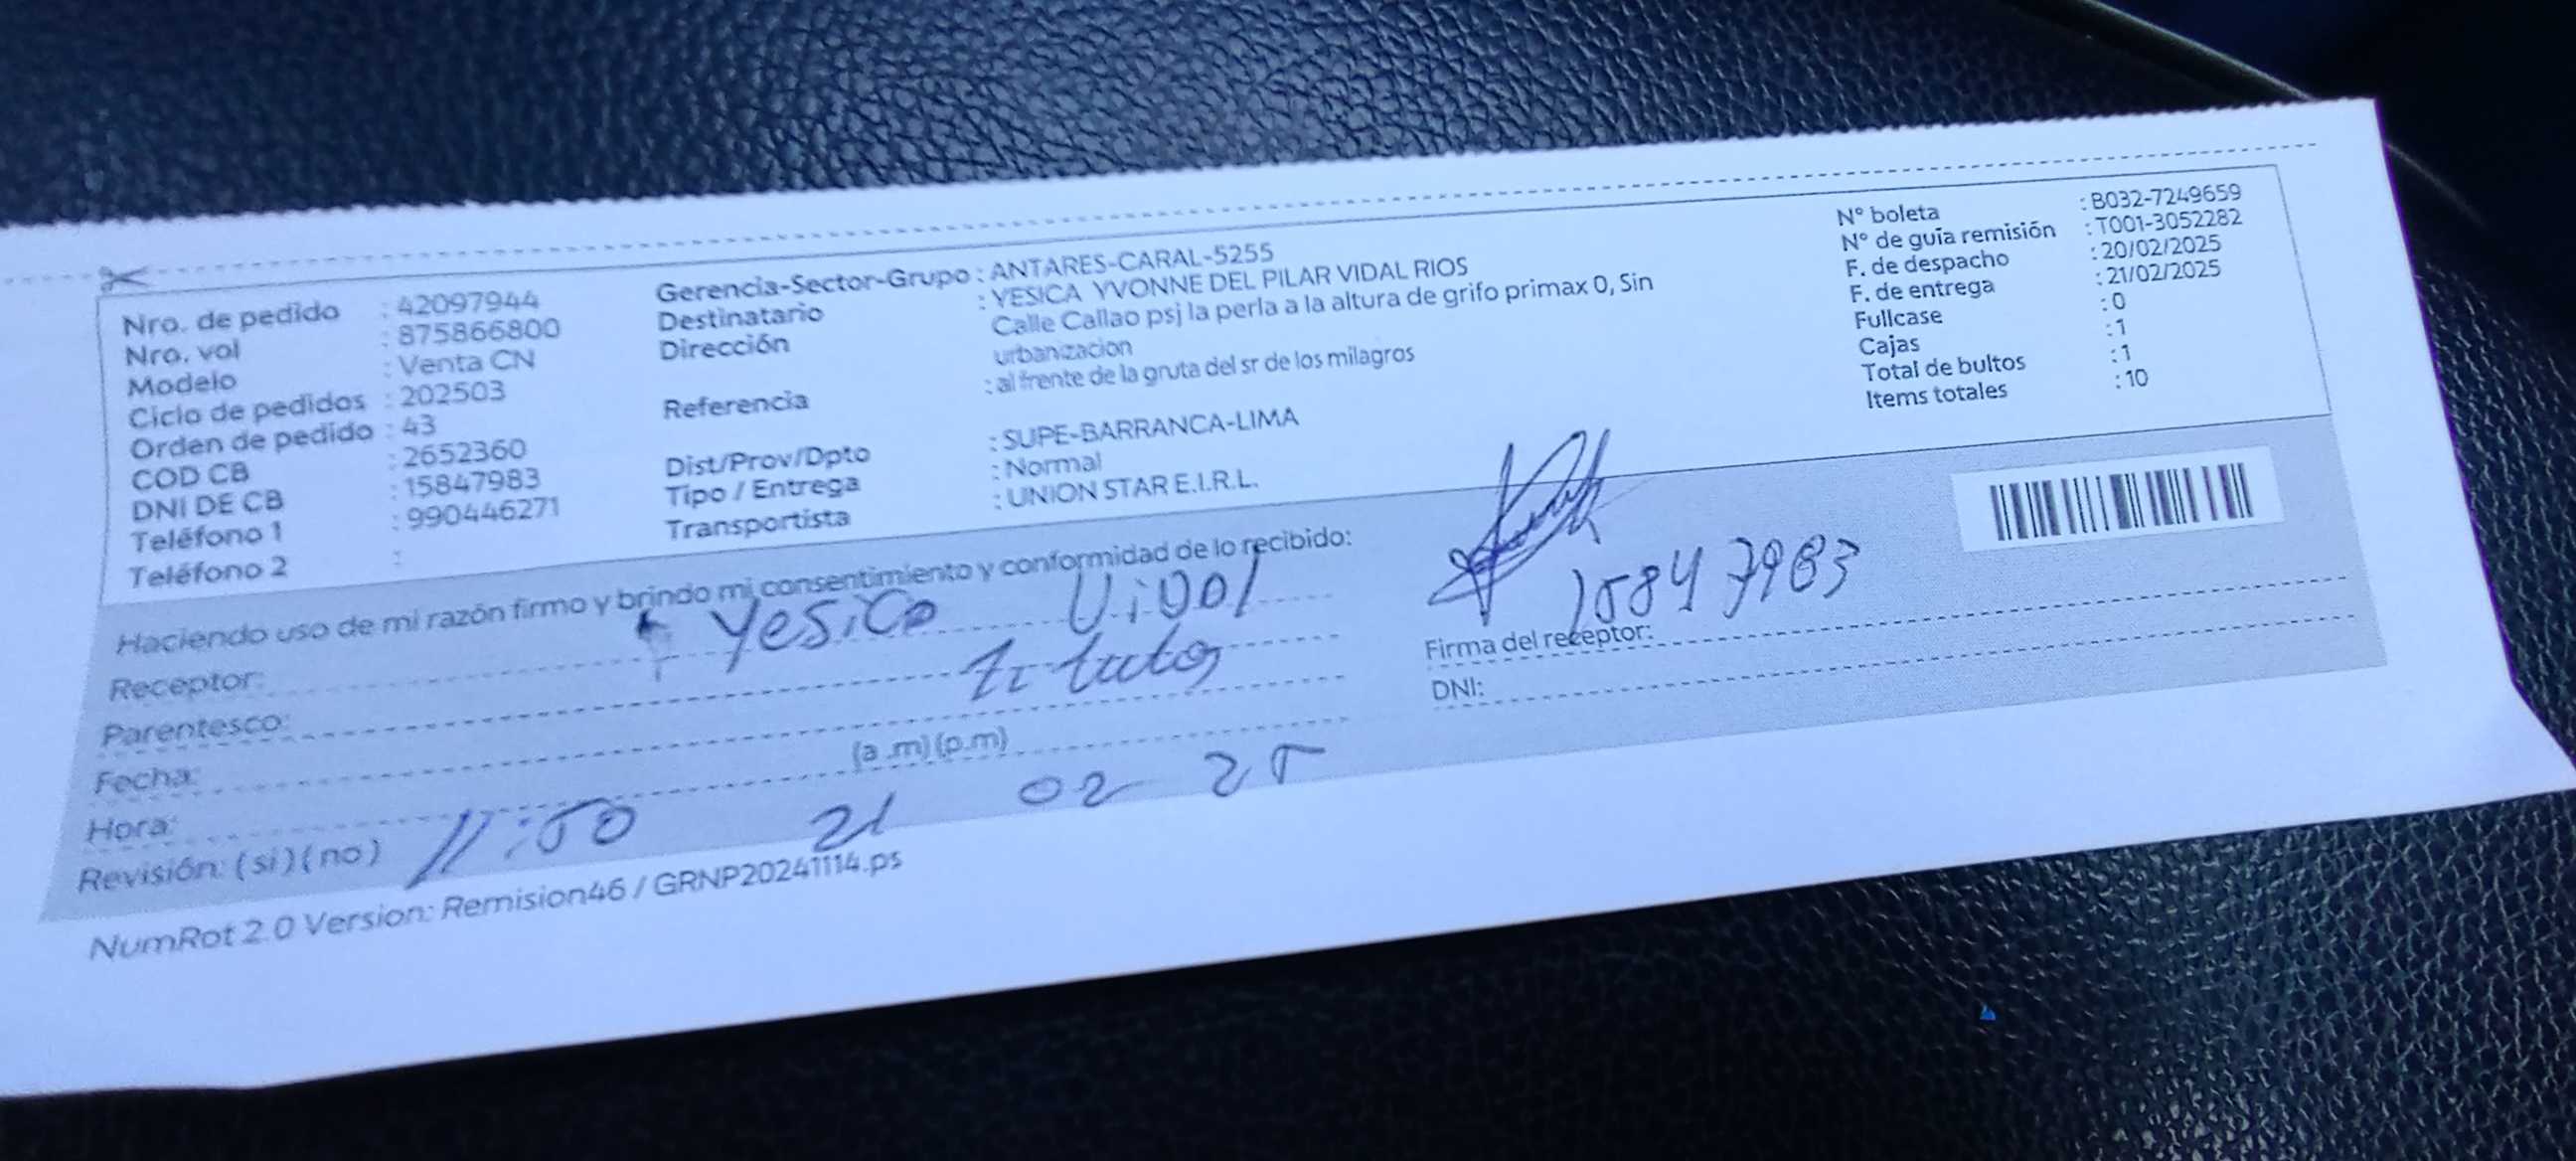 Nro. de pedido : 42097944
Nro. vol : 875866800
Modelo : Venta CN
Ciclo de pedidos : 202503
Orden de pedido : 43
COD CB : 2652360
DNI DE CB : 15847983
Teléfono 1 : 990446271
Teléfono 2 :
Gerencia-Sector-Grupo : ANTARES-CARAL-5255
Destinatario : YESICA YVONNE DEL PILAR VIDAL RIOS
Dirección Calle Callao psj la perla a la altura de grifo primax 0, Sin
urbanizacion
Referencia : al frente de la gruta del sr de los milagros
Dist/Prov/Dpto : SUPE-BARRANCA-LIMA
Tipo / Entrega : Normal
Transportista : UNION STAR E.I.R.L.
N° boleta : B032-7249659
N° de guía remisión : T001-3052282
F. de despacho : 20/02/2025
F. de entrega : 21/02/2025
Fullcase : 0
Cajas : 1
Total de bultos : 1
Items totales : 10
Haciendo uso de mi razón firmo y brindo mi consentimiento y conformidad de lo recibido:
Receptor: Yesica Vidal
Parentesco:
Fecha:
Hora: (a.m)(p.m)
Revisión: (si)(no) 11:50 21 02 25
15847983
Firma del receptor:
DNI:
NumRot 2.0 Version: Remision46 / GRNP20241114.ps